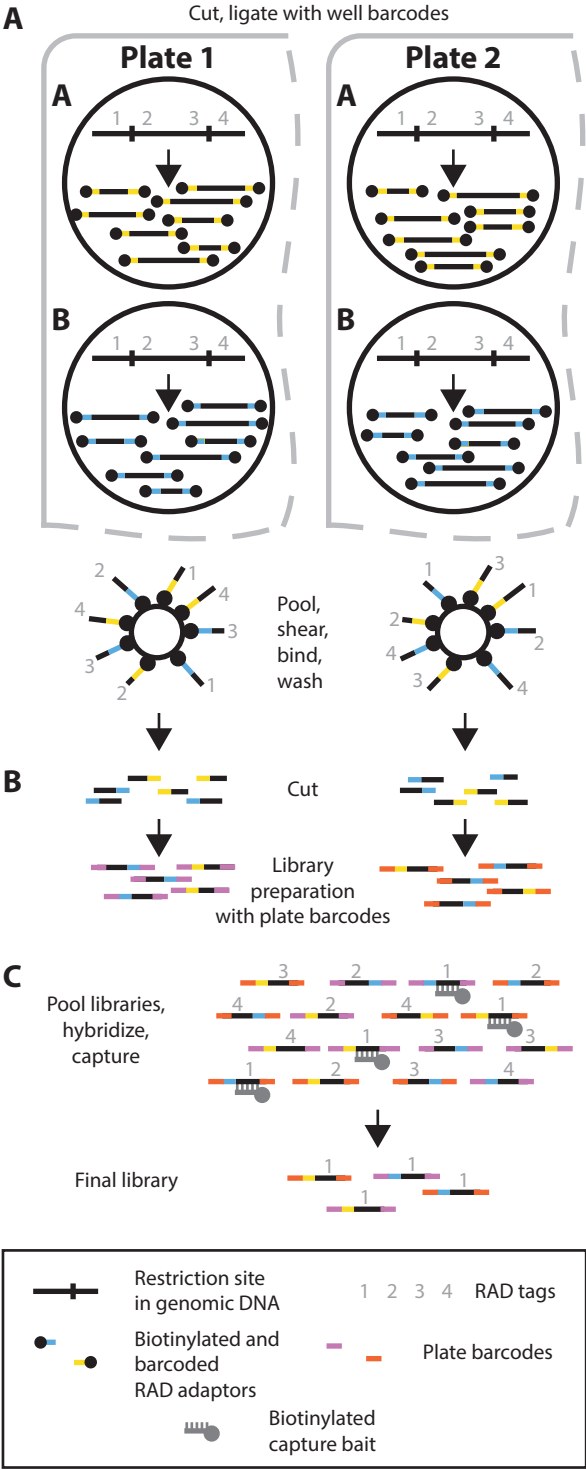 A
Cut, ligate with well barcodes
Plate 1
Plate 2
A
1 2 3 4
A
1 2 3 4
B
1 2 3 4
B
1 2 3 4
2 1 4 3 1 2 3 4
Pool,
shear,
bind,
wash
1 3 1 2 4 3 4 2
B
Cut
Library
preparation
with plate barcodes
C
Pool libraries,
hybridize,
capture
3 2 1 2
4 2 4 1
4 1 3 3
1 2 3 4
Final library
1 1
1 1
Restriction site
in genomic DNA
1 2 3 4 RAD tags
Biotinylated and
barcoded
RAD adaptors
Plate barcodes
Biotinylated
capture bait